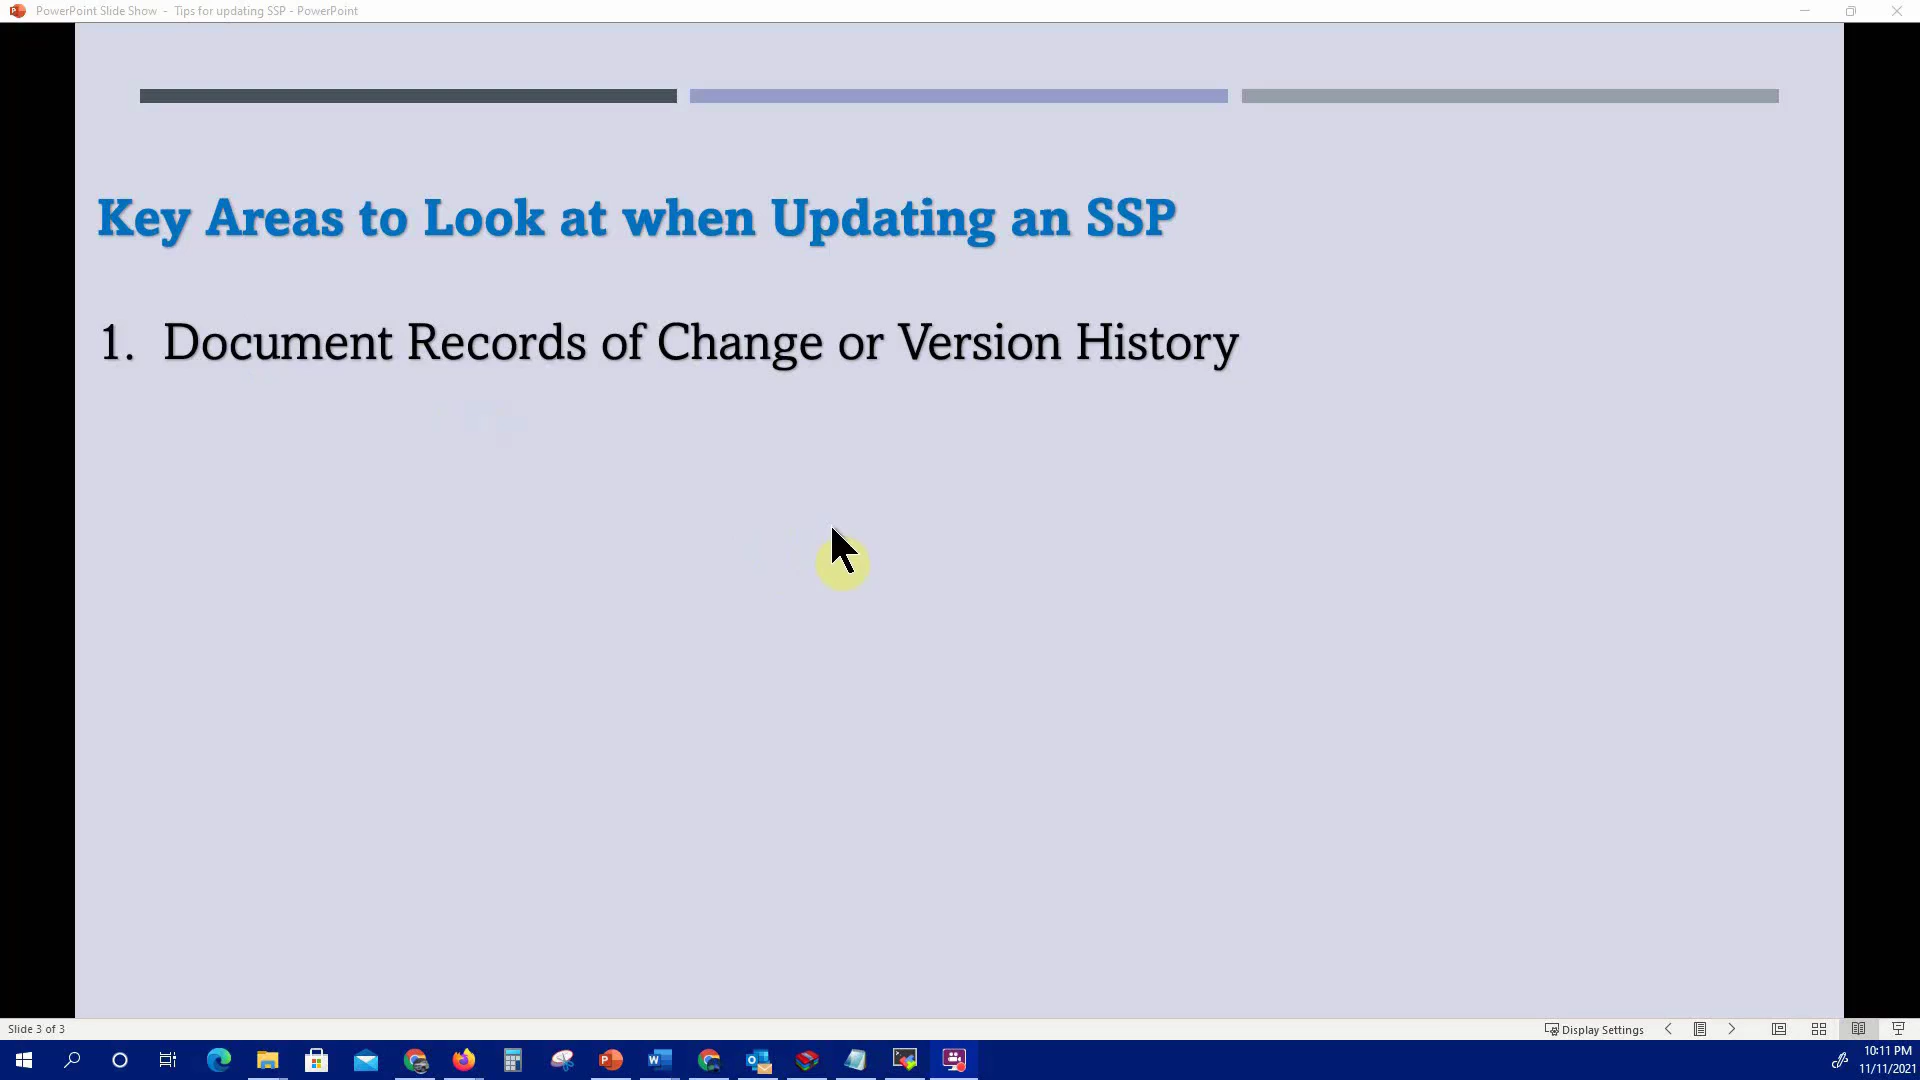 PowerPoint Slide Show - Tips for updating SSP - PowerPoint
Key Areas to Look at when Updating an SSP
1. Document Records of Change or Version History
Slide 3 of 3
Display Settings
10:11 PM
11/11/2021